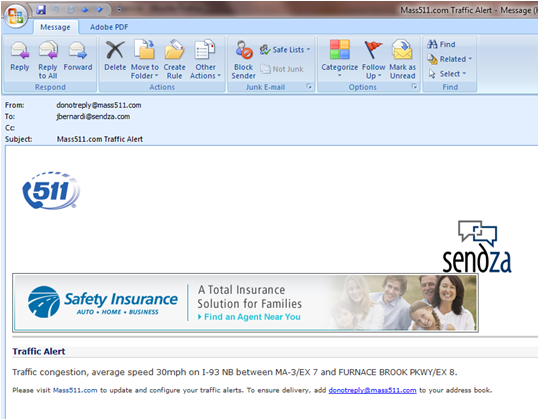 Mass511.com Traffic Alert - Message (
Message
Adobe PDF
Reply
Reply to All
Forward
Respond
Delete
Move to Folder
Create Rule
Other Actions
Actions
Block Sender
Safe Lists
Not Junk
Junk E-mail
Categorize
Follow Up
Mark as Unread
Options
Find
Related
Select
Find
From: donotreply@mass511.com
To: jbernardi@sendza.com
Cc:
Subject: Mass511.com Traffic Alert
511
sendza
Safety Insurance
AUTO • HOME • BUSINESS
A Total Insurance
Solution for Families
Find an Agent Near You
Traffic Alert
Traffic congestion, average speed 30mph on I-93 NB between MA-3/EX 7 and FURNACE BROOK PKWY/EX 8.
Please visit Mass511.com to update and configure your traffic alerts. To ensure delivery, add donotreply@mass511.com to your address book.